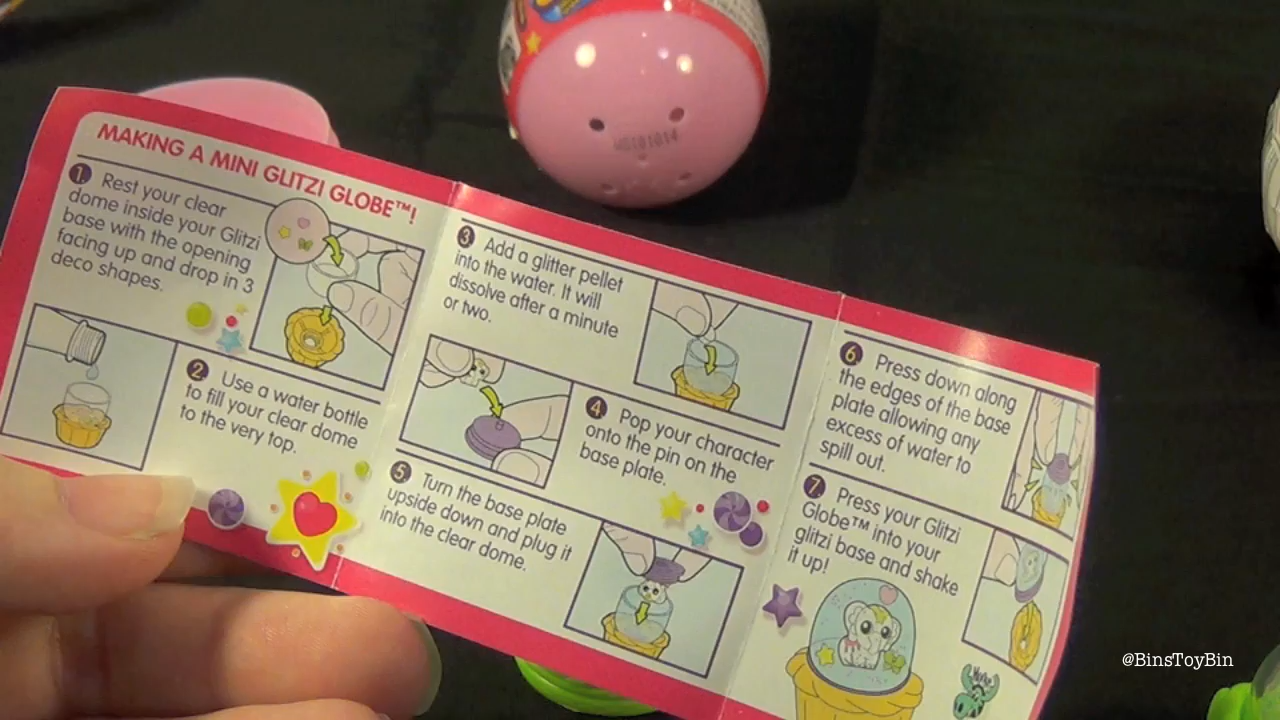 MAKING A MINI GLITZI GLOBE™!
1. Rest your clear
dome inside your Glitzi
base with the opening
facing up and drop in 3
deco shapes.
2. Use a water bottle
to fill your clear dome
to the very top.
3 Add a glitter pellet
into the water. It will
dissolve after a minute
or two.
4 Pop your character
onto the pin on the
base plate.
5 Turn the base plate
upside down and plug it
into the clear dome.
6 Press down along
the edges of the base
plate allowing any
excess of water to
spill out.
7. Press your Glitzi
Globe™ into your
glitzi base and shake
it up!
@BinsToyBin